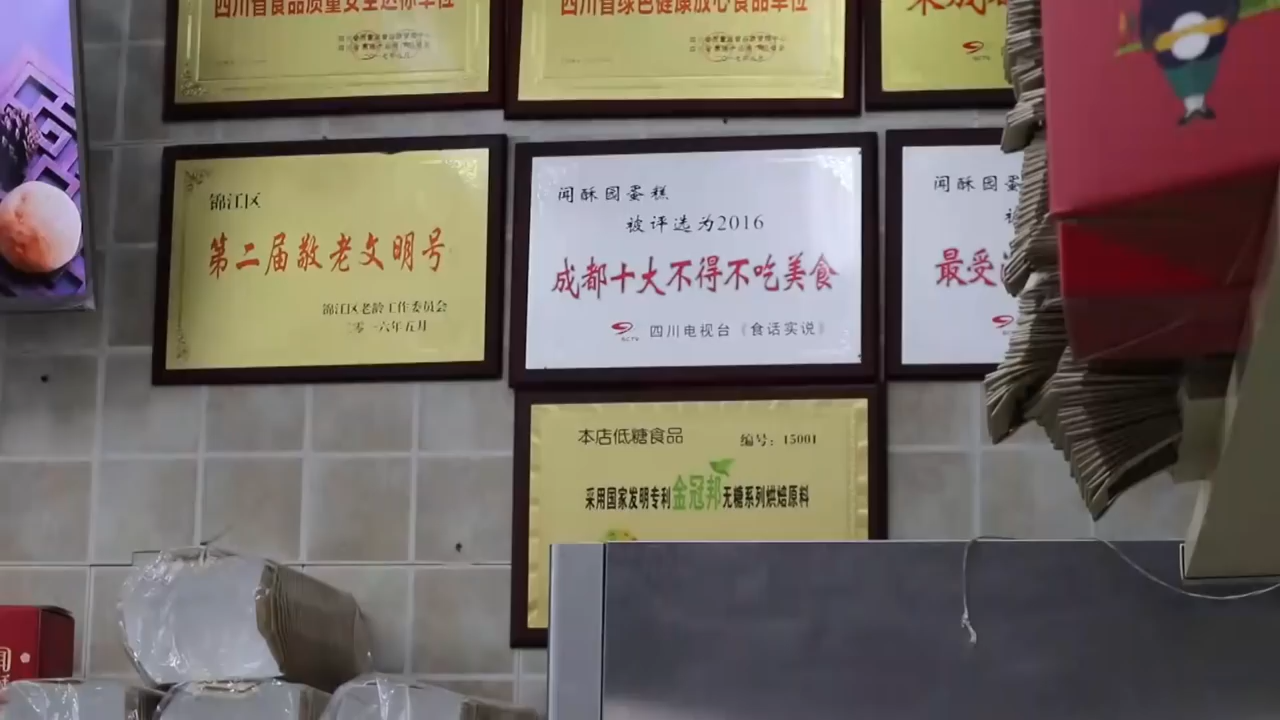 四川省食品质量安全达标单位
四川省绿色健康放心食品单位
锦江区
第二届敬老文明号
锦江区老龄工作委员会
二零一六年五月
闻酥园蛋糕
被评选为2016
成都十大不得不吃美食
SCTV 四川电视台《食话实说》
闻酥园蛋
最受
本店低糖食品 编号：15001
采用国家发明专利金冠邦无糖系列烘焙原料